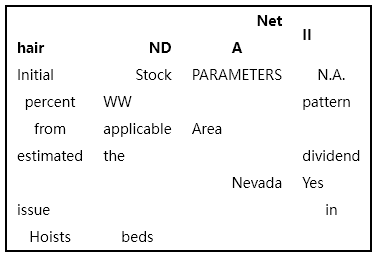 Net
II
hair ND A
Initial Stock PARAMETERS N.A.
percent WW pattern
from applicable Area
estimated the dividend
Nevada Yes
issue in
Hoists beds